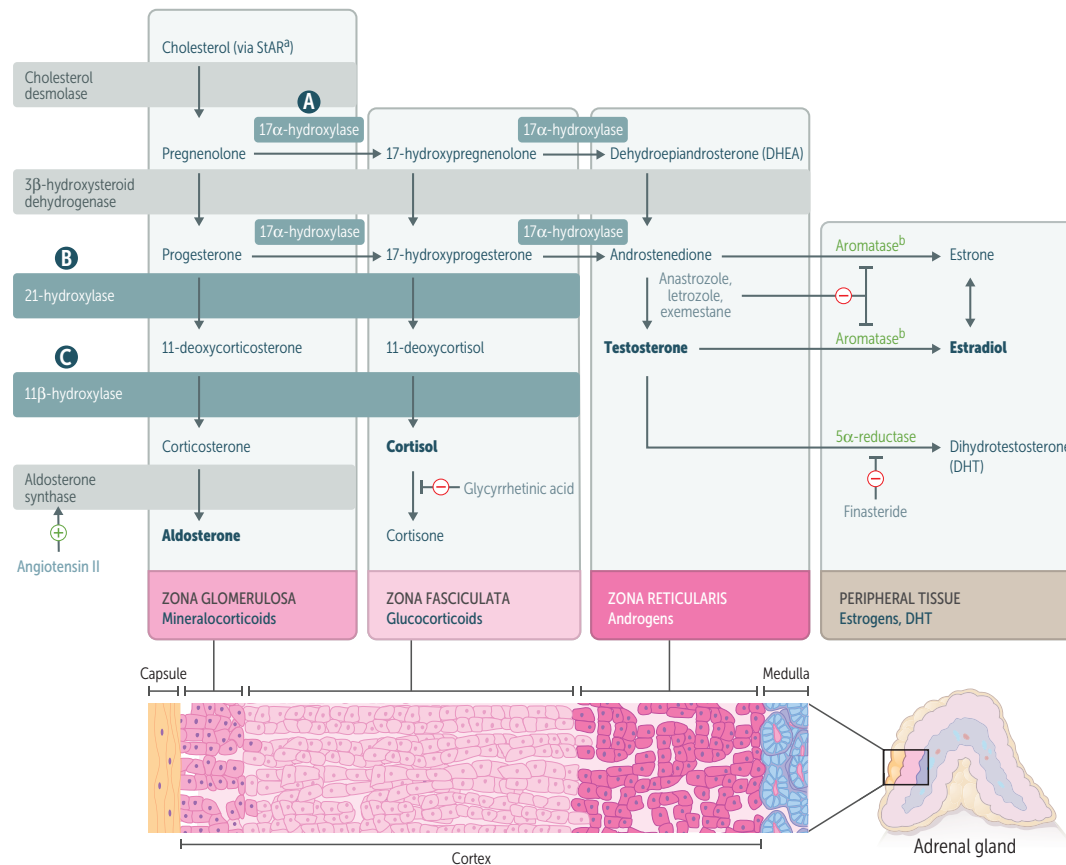 Cholesterol (via StARᵃ)
Cholesterol
desmolase
A
17α-hydroxylase
17α-hydroxylase
Pregnenolone
17-hydroxypregnenolone
Dehydroepiandrosterone (DHEA)
3β-hydroxysteroid
dehydrogenase
17α-hydroxylase
17α-hydroxylase
Aromataseᵇ
Progesterone
17-hydroxyprogesterone
Androstenedione
Estrone
B
21-hydroxylase
Anastrozole,
letrozole,
exemestane
−
Aromataseᵇ
11-deoxycorticosterone
11-deoxycortisol
Testosterone
Estradiol
C
11β-hydroxylase
5α-reductase
Corticosterone
Cortisol
Dihydrotestosterone
(DHT)
Aldosterone
synthase
−
Glycyrrhetinic acid
−
Finasteride
+
Angiotensin II
Aldosterone
Cortisone
ZONA GLOMERULOSA
Mineralocorticoids
ZONA FASCICULATA
Glucocorticoids
ZONA RETICULARIS
Androgens
PERIPHERAL TISSUE
Estrogens, DHT
Capsule
Medulla
Cortex
Adrenal gland